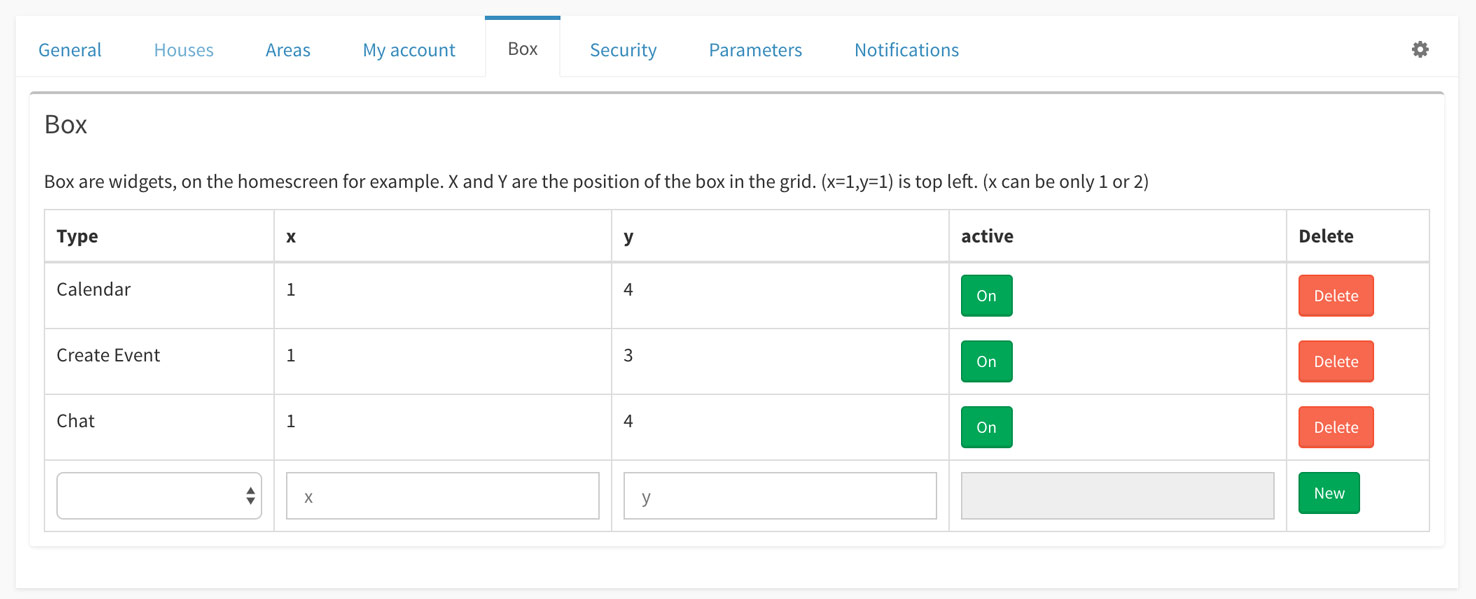 General Houses Areas My account Box Security Parameters Notifications
Box
Box are widgets, on the homescreen for example. X and Y are the position of the box in the grid. (x=1,y=1) is top left. (x can be only 1 or 2)
Type x y active Delete
Calendar 1 4 On Delete
Create Event 1 3 On Delete
Chat 1 4 On Delete
x y New